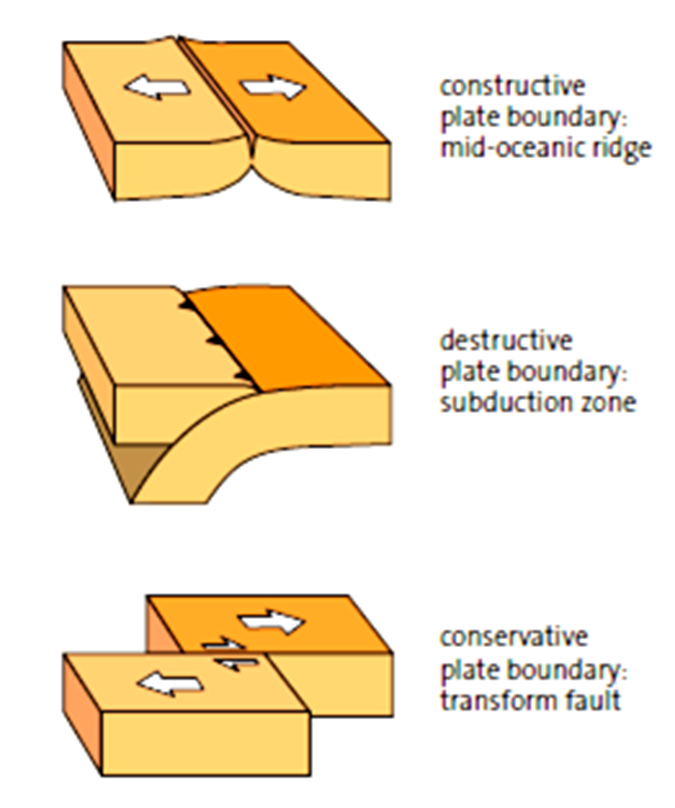 constructive
plate boundary:
mid-oceanic ridge
destructive
plate boundary:
subduction zone
conservative
plate boundary:
transform fault